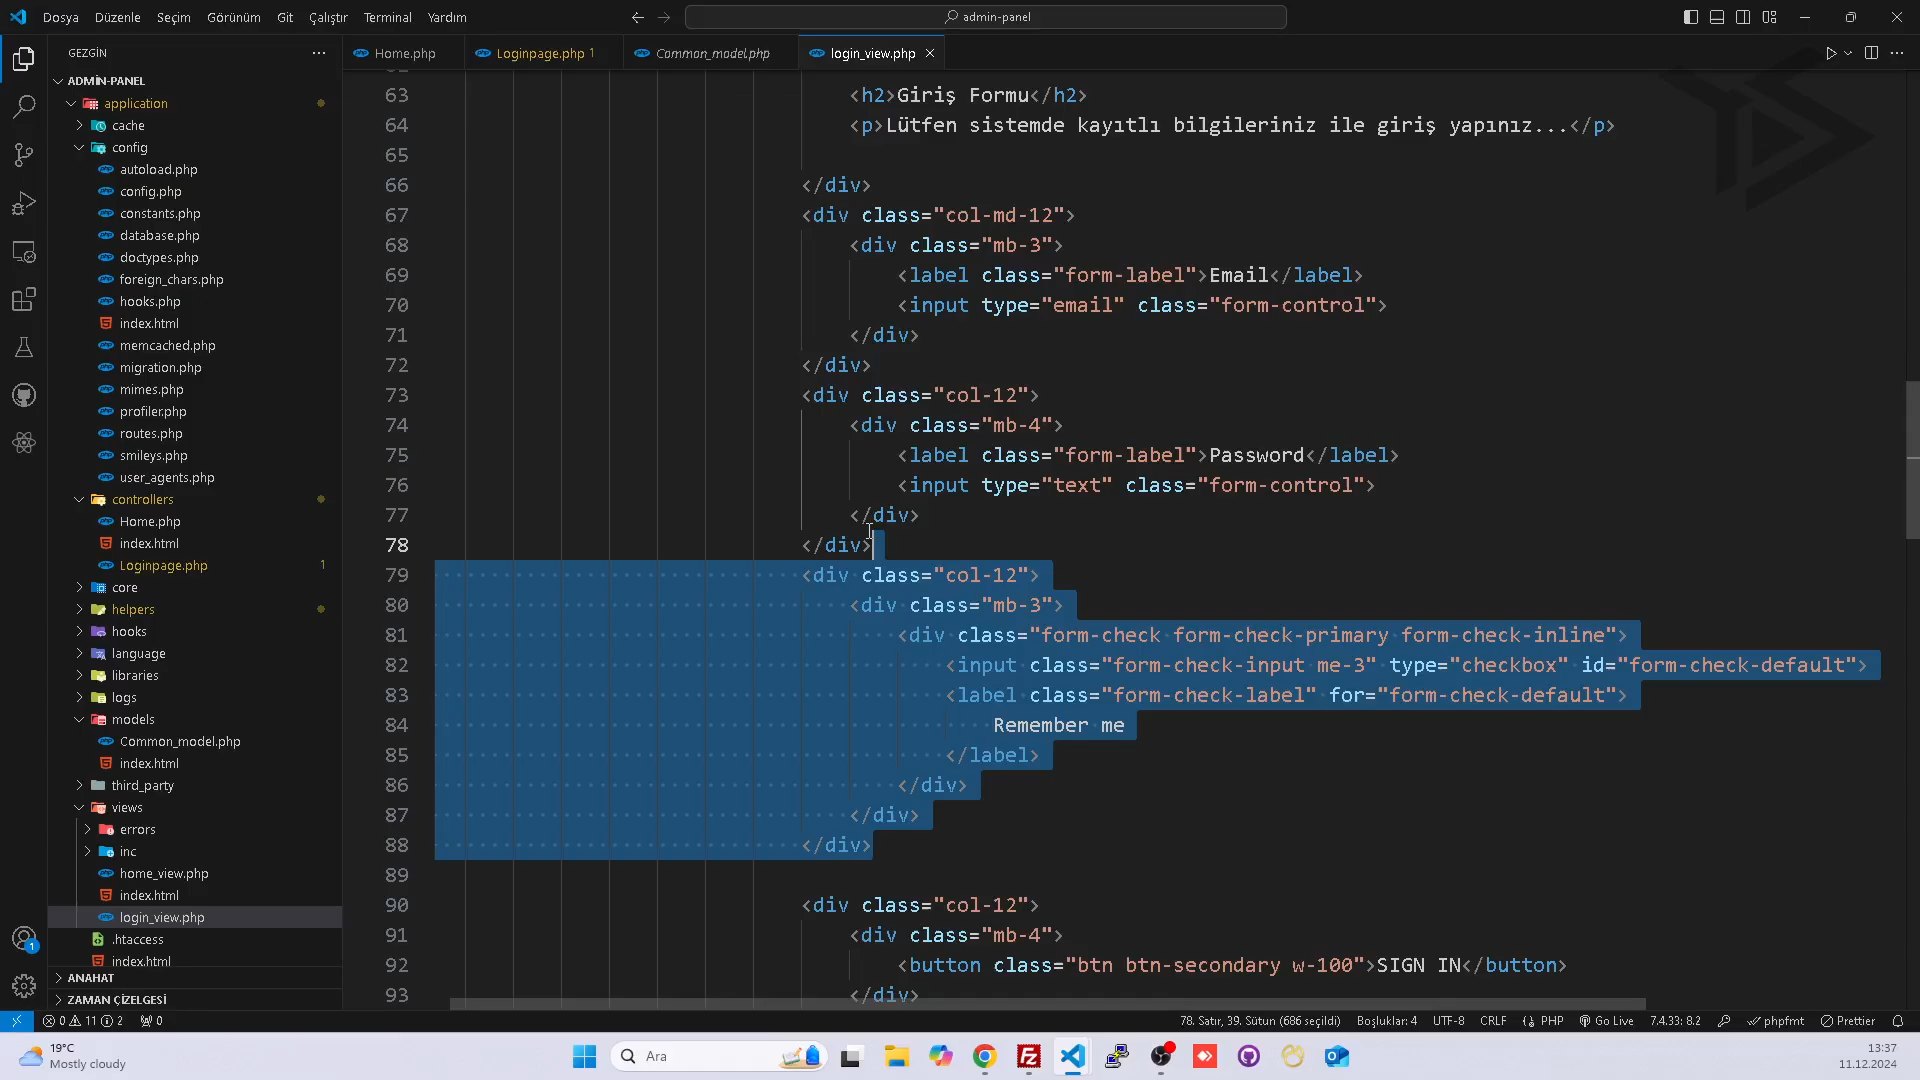 Dosya Düzenle Seçim Görünüm Git Çalıştır Terminal Yardım
admin-panel
GEZGİN
ADMIN-PANEL
application
cache
config
autoload.php
config.php
constants.php
database.php
doctypes.php
foreign_chars.php
hooks.php
index.html
memcached.php
migration.php
mimes.php
profiler.php
routes.php
smileys.php
user_agents.php
controllers
Home.php
index.html
Loginpage.php 1
core
helpers
hooks
language
libraries
logs
models
Common_model.php
index.html
third_party
views
errors
inc
home_view.php
index.html
login_view.php
.htaccess
index.html
ANAHAT
ZAMAN ÇİZELGESİ
Home.php
Loginpage.php 1
Common_model.php
login_view.php
63 <h2>Giriş Formu</h2>
64 <p>Lütfen sistemde kayıtlı bilgileriniz ile giriş yapınız...</p>
65
66 </div>
67 <div class="col-md-12">
68 <div class="mb-3">
69 <label class="form-label">Email</label>
70 <input type="email" class="form-control">
71 </div>
72 </div>
73 <div class="col-12">
74 <div class="mb-4">
75 <label class="form-label">Password</label>
76 <input type="text" class="form-control">
77 </div>
78 </div>
79 <div class="col-12">
80 <div class="mb-3">
81 <div class="form-check form-check-primary form-check-inline">
82 <input class="form-check-input me-3" type="checkbox" id="form-check-default">
83 <label class="form-check-label" for="form-check-default">
84 Remember me
85 </label>
86 </div>
87 </div>
88 </div>
89
90 <div class="col-12">
91 <div class="mb-4">
92 <button class="btn btn-secondary w-100">SIGN IN</button>
93 </div>
1
0 11 2 0
78. Satır, 39. Sütun (686 seçildi) Boşluklar: 4 UTF-8 CRLF PHP Go Live 7.4.33: 8.2 phpfmt Prettier
19°C
Mostly cloudy
Ara
13:37
11.12.2024